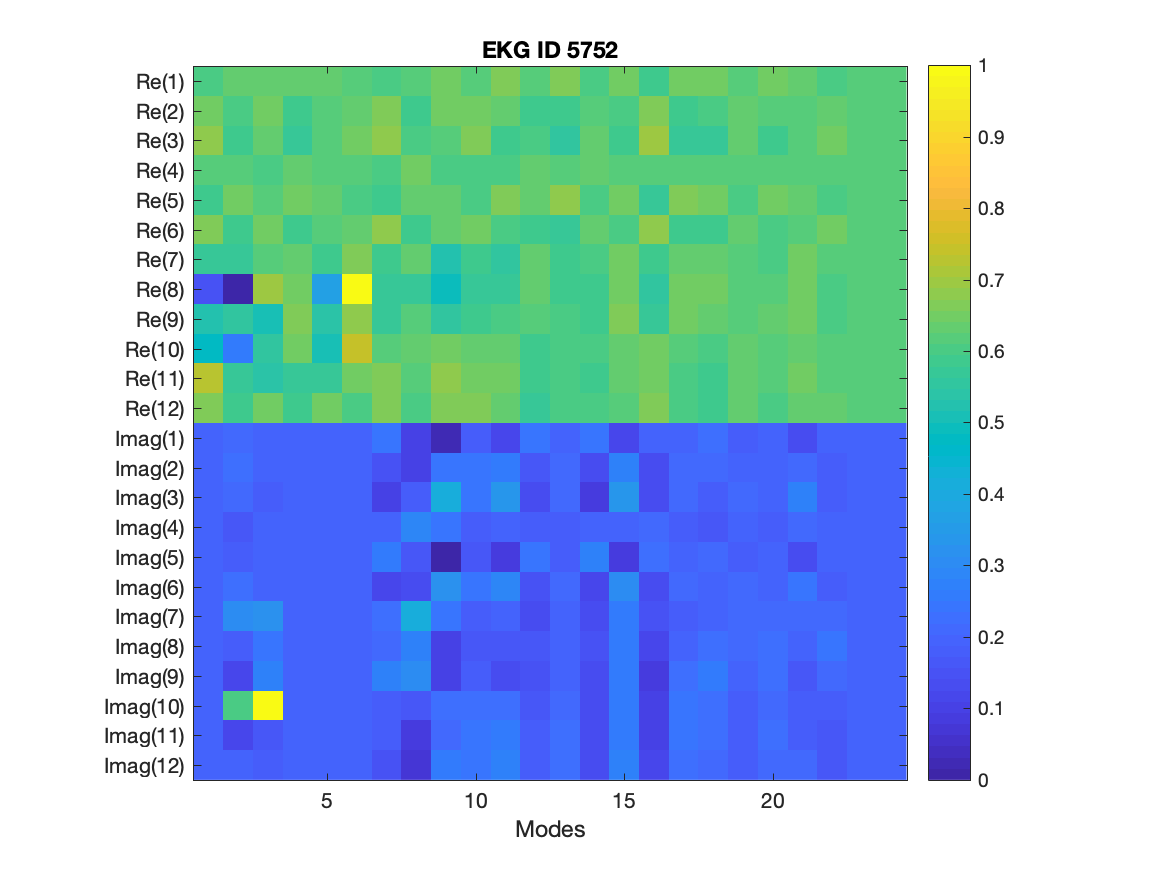 EKG ID 5752
Re(1)
Re(2)
Re(3)
Re(4)
Re(5)
Re(6)
Re(7)
Re(8)
Re(9)
Re(10)
Re(11)
Re(12)
Imag(1)
Imag(2)
Imag(3)
Imag(4)
Imag(5)
Imag(6)
Imag(7)
Imag(8)
Imag(9)
Imag(10)
Imag(11)
Imag(12)
5 10 15 20
Modes
1
0.9
0.8
0.7
0.6
0.5
0.4
0.3
0.2
0.1
0